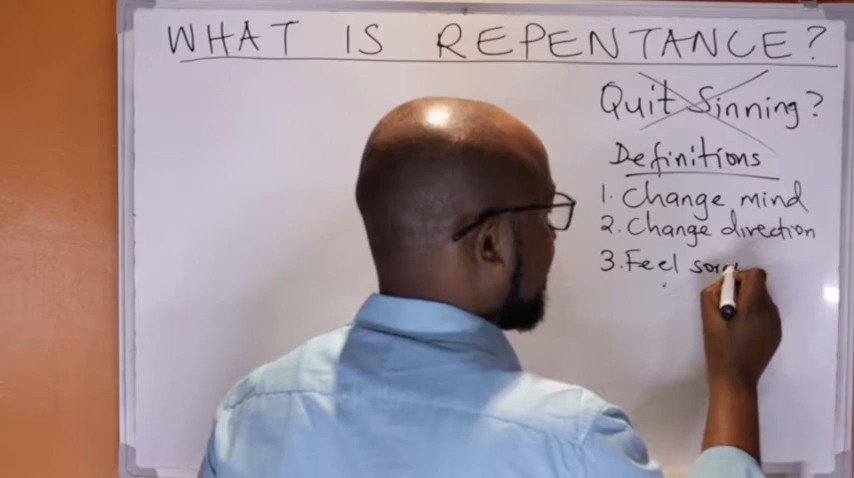 WHAT IS REPENTANCE?
Quit Sinning?
Definitions
1. Change mind
2. Change direction
3. Feel